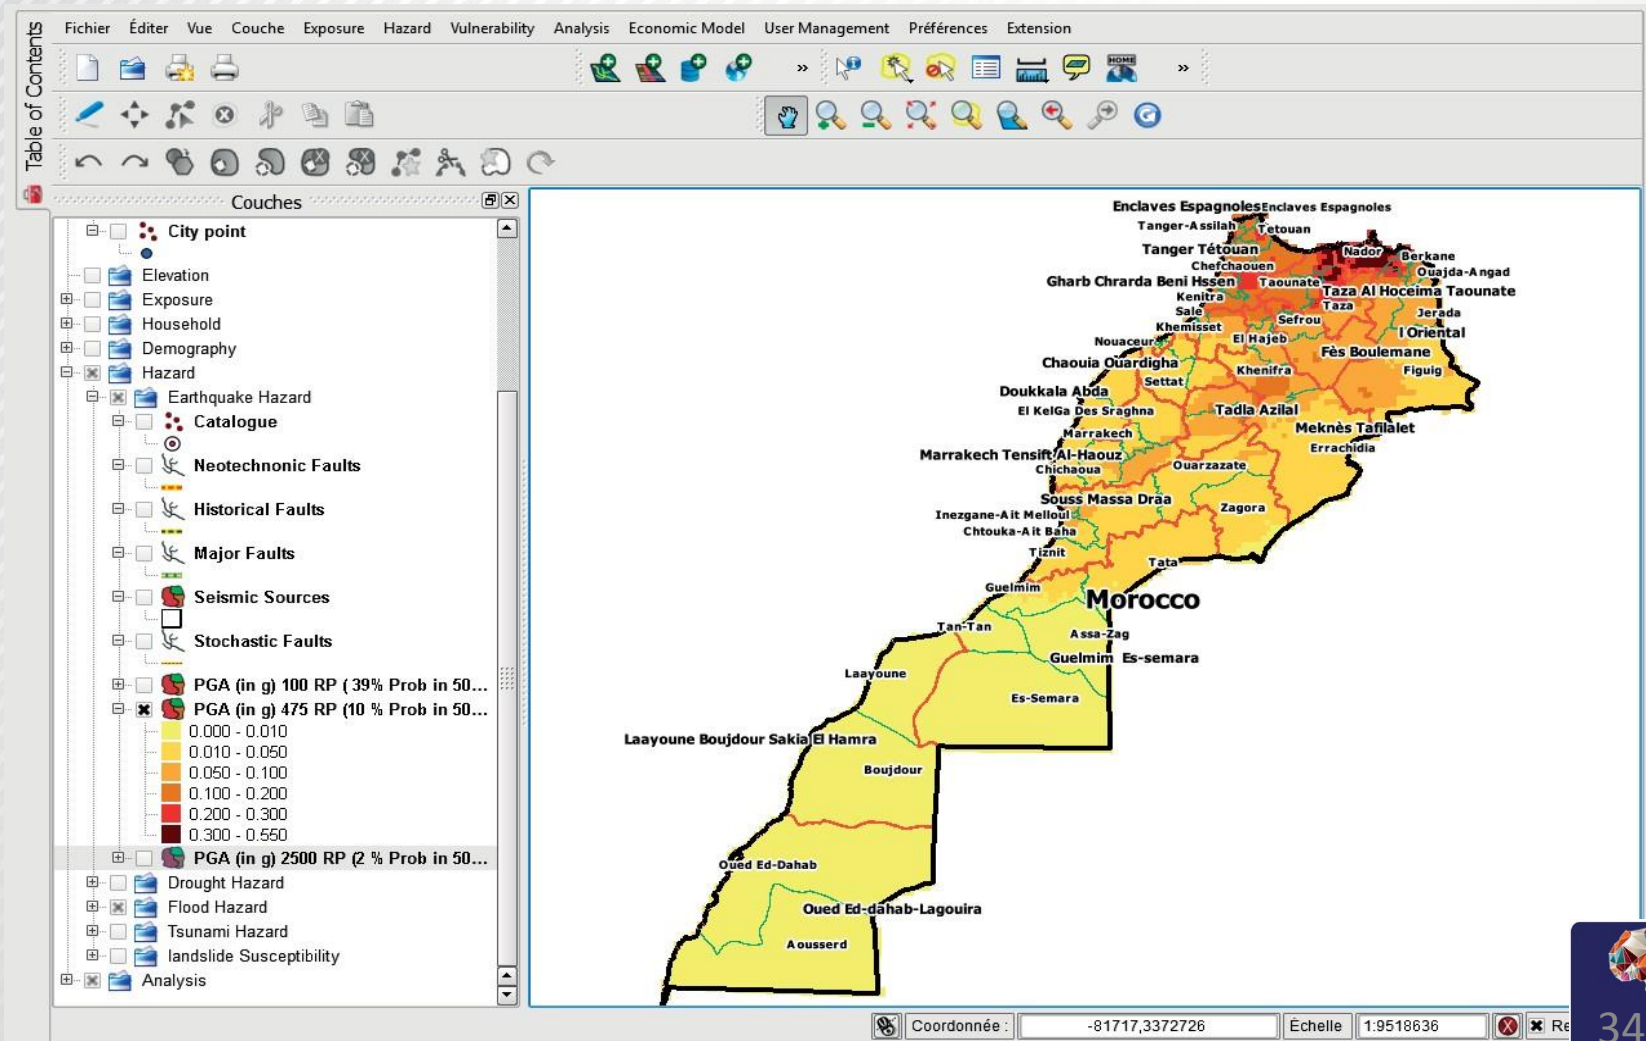 Fichier Éditer Vue Couche Exposure Hazard Vulnerability Analysis Economic Model User Management Préférences Extension
Table of Contents
HOME
Couches
City point
Elevation
Exposure
Household
Demography
Hazard
Earthquake Hazard
Catalogue
Neotechnonic Faults
Historical Faults
Major Faults
Seismic Sources
Stochastic Faults
PGA (in g) 100 RP ( 39% Prob in 50...
PGA (in g) 475 RP (10 % Prob in 50...
0.000 - 0.010
0.010 - 0.050
0.050 - 0.100
0.100 - 0.200
0.200 - 0.300
0.300 - 0.550
PGA (in g) 2500 RP (2 % Prob in 50...
Drought Hazard
Flood Hazard
Tsunami Hazard
landslide Susceptibility
Analysis
Enclaves Espagnoles Enclaves Espagnoles
Tanger-Assilah Tetouan
Tanger Tétouan Nador Berkane
Chefchaouen Ouajda-Angad
Gharb Chrarda Beni Hssen Taounate Taza Al Hoceima Taounate
Kenitra Taza
Sale Sefrou Jerada
Khemisset l Oriental
Nouaceur El Hajeb Fès Boulemane
Chaouia Ouardigha Khenifra Figuig
Settat
Doukkala Abda
El KelGa Des Sraghna Tadla Azilal
Marrakech Meknès Tafilalet
Marrakech Tensift Al-Haouz Errachidia
Chichaoua Ouarzazate
Souss Massa Draa Zagora
Inezgane-Ait Melloul
Chtouka-Ait Baha
Tiznit
Tata
Guelmim
Morocco
Tan-Tan Assa-Zag
Guelmim Es-semara
Laayoune
Es-Semara
Laayoune Boujdour Sakia El Hamra
Boujdour
Oued Ed-Dahab
Oued Ed-dahab-Lagouira
Aousserd
Coordonnée : -81717,3372726 Échelle 1:9518636 Re
34